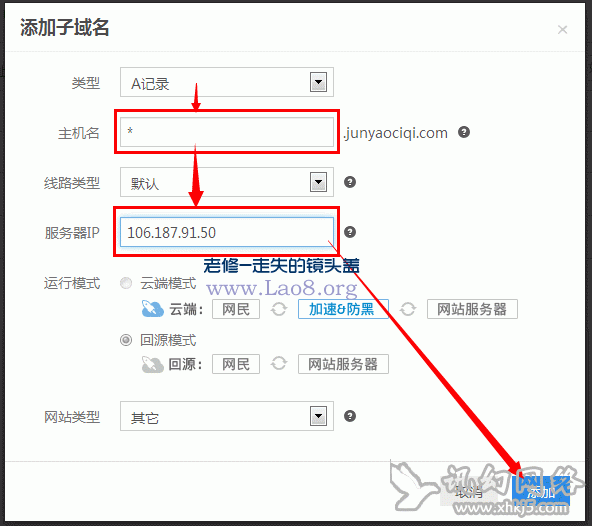 添加子域名 ×
类型 A记录
主机名 * .junyaociqi.com ?
线路类型 默认 ?
服务器IP 106.187.91.50 ?
老修-走失的镜头盖
运行模式 云端模式
www.Lao8.org
云端： 网民 加速&防黑 网站服务器
回源模式
回源： 网民 网站服务器
网站类型 其它 ?
取消 添加
www.xhkj5.com